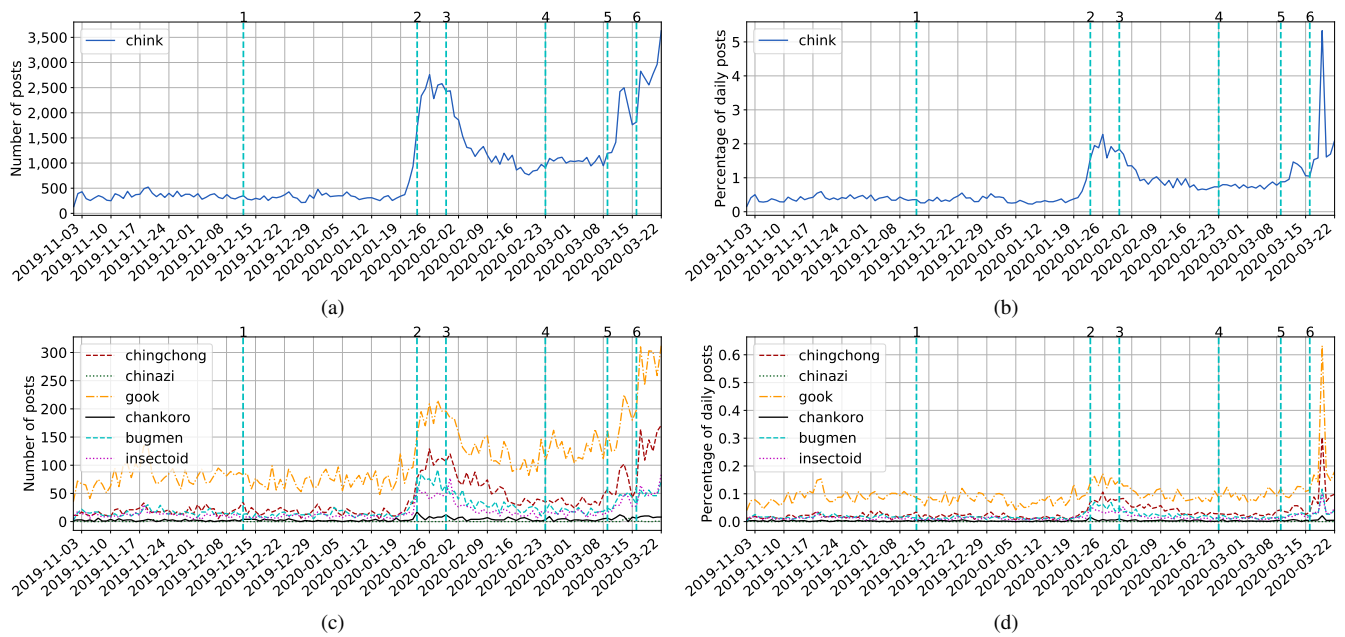 1 2 3 4 5 6
chink
Number of posts
3,500
3,000
2,500
2,000
1,500
1,000
500
0
2019-11-03 2019-11-10 2019-11-17 2019-11-24 2019-12-01 2019-12-08 2019-12-15 2019-12-22 2019-12-29 2020-01-05 2020-01-12 2020-01-19 2020-01-26 2020-02-02 2020-02-09 2020-02-16 2020-02-23 2020-03-01 2020-03-08 2020-03-15 2020-03-22
(a)
1 2 3 4 5 6
chink
Percentage of daily posts
5
4
3
2
1
0
2019-11-03 2019-11-10 2019-11-17 2019-11-24 2019-12-01 2019-12-08 2019-12-15 2019-12-22 2019-12-29 2020-01-05 2020-01-12 2020-01-19 2020-01-26 2020-02-02 2020-02-09 2020-02-16 2020-02-23 2020-03-01 2020-03-08 2020-03-15 2020-03-22
(b)
1 2 3 4 5 6
chingchong
chinazi
gook
chankoro
bugmen
insectoid
Number of posts
300
250
200
150
100
50
0
2019-11-03 2019-11-10 2019-11-17 2019-11-24 2019-12-01 2019-12-08 2019-12-15 2019-12-22 2019-12-29 2020-01-05 2020-01-12 2020-01-19 2020-01-26 2020-02-02 2020-02-09 2020-02-16 2020-02-23 2020-03-01 2020-03-08 2020-03-15 2020-03-22
(c)
1 2 3 4 5 6
chingchong
chinazi
gook
chankoro
bugmen
insectoid
Percentage of daily posts
0.6
0.5
0.4
0.3
0.2
0.1
0.0
2019-11-03 2019-11-10 2019-11-17 2019-11-24 2019-12-01 2019-12-08 2019-12-15 2019-12-22 2019-12-29 2020-01-05 2020-01-12 2020-01-19 2020-01-26 2020-02-02 2020-02-09 2020-02-16 2020-02-23 2020-03-01 2020-03-08 2020-03-15 2020-03-22
(d)